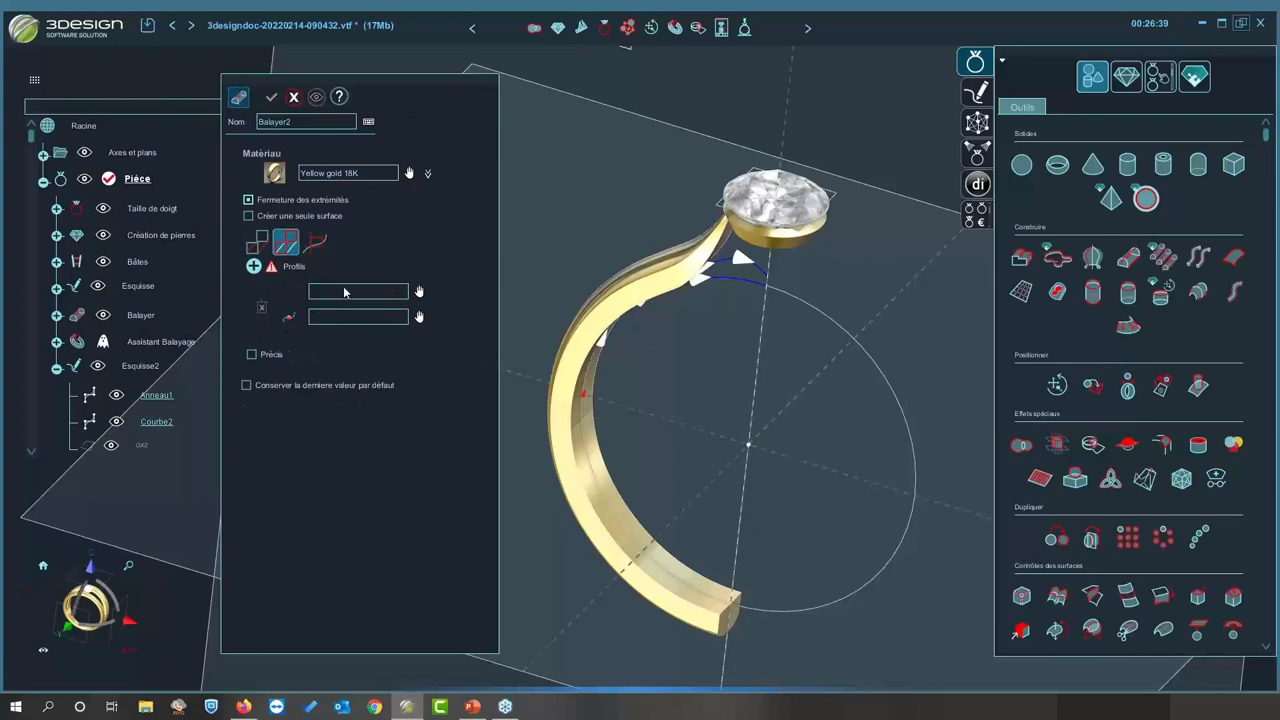 3DESIGN
SOFTWARE SOLUTION
3designdoc-20220214-090432.vtf * (17Mb)
00:26:39
Racine
Axes et plans
Pièce
Taille de doigt
Création de pierres
Bâtes
Esquisse
Balayer
Assistant Balayage
Esquisse2
Anneau1
Courbe2
Nom
Balayer2
Matériau
Yellow gold 18K
Fermeture des extrémités
Créer une seule surface
Profils
Précis
Conserver la derniere valeur par défaut
di
Outils
Solides
Construire
Positionner
Effets spéciaux
Dupliquer
Contrôles des surfaces